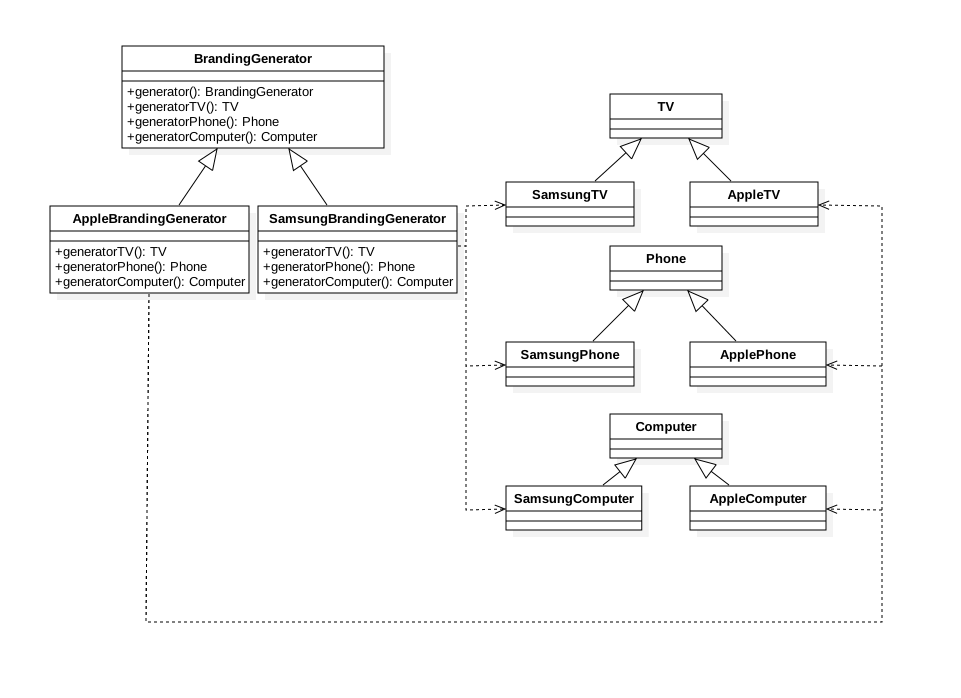 BrandingGenerator
+generator(): BrandingGenerator
+generatorTV(): TV
+generatorPhone(): Phone
+generatorComputer(): Computer
AppleBrandingGenerator
+generatorTV(): TV
+generatorPhone(): Phone
+generatorComputer(): Computer
SamsungBrandingGenerator
+generatorTV(): TV
+generatorPhone(): Phone
+generatorComputer(): Computer
TV
SamsungTV
AppleTV
Phone
SamsungPhone
ApplePhone
Computer
SamsungComputer
AppleComputer